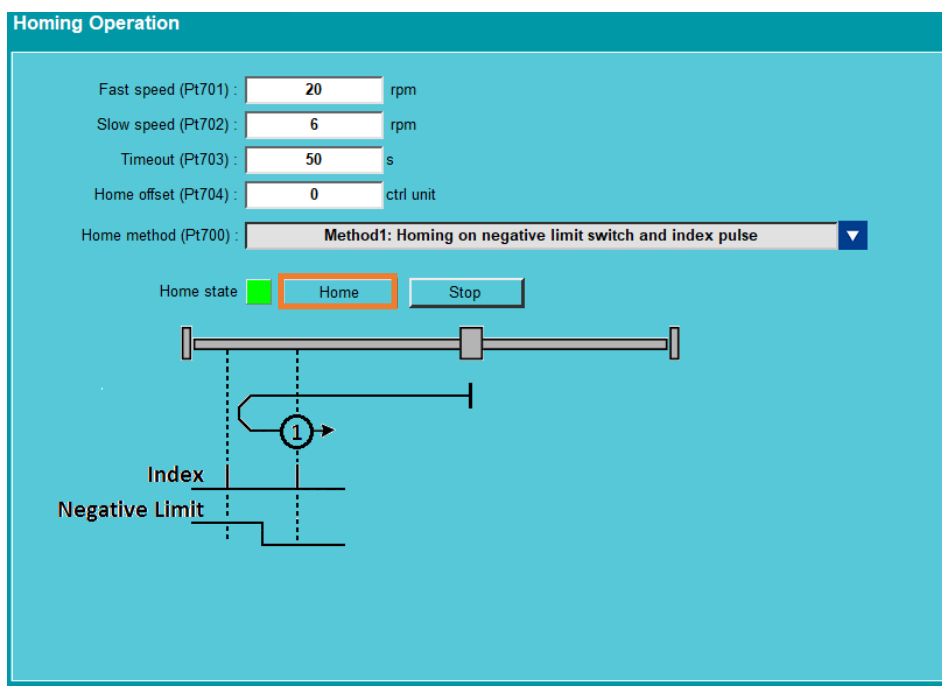 Homing Operation
Fast speed (Pt701) : 20 rpm
Slow speed (Pt702) : 6 rpm
Timeout (Pt703) : 50 s
Home offset (Pt704) : 0 ctrl unit
Home method (Pt700) : Method1: Homing on negative limit switch and index pulse
Home state Home Stop
1
Index
Negative Limit